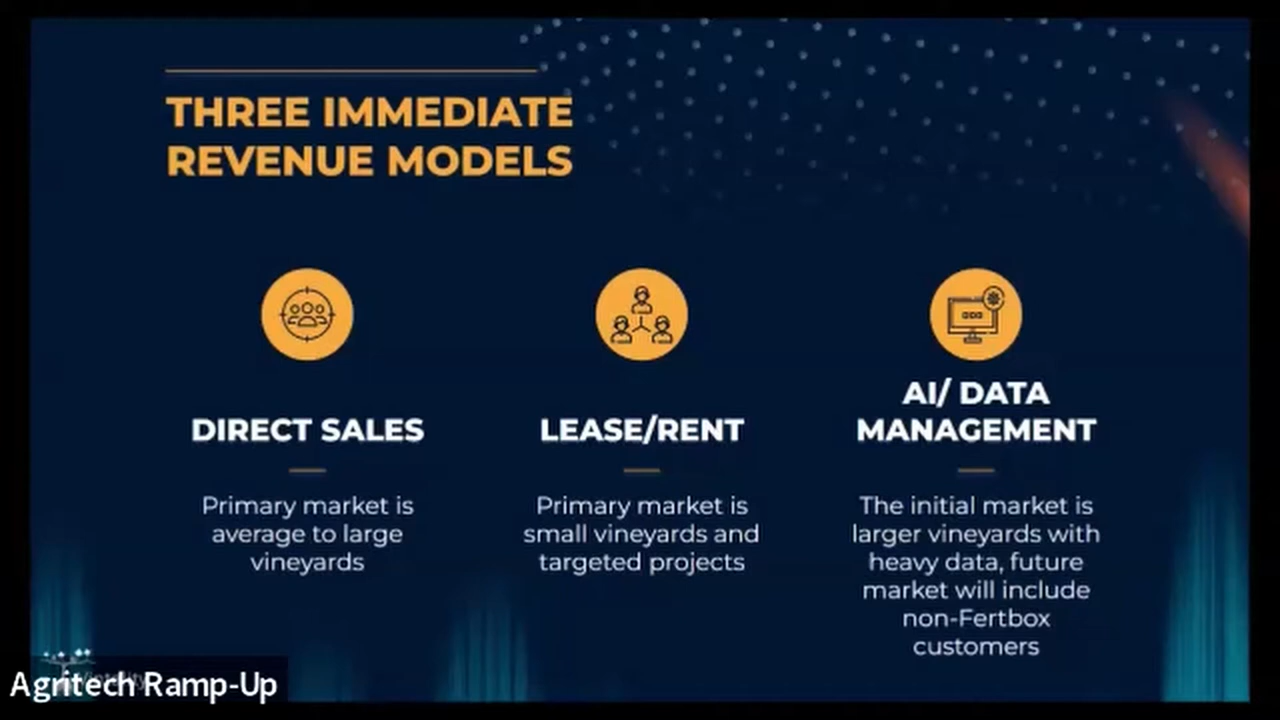 THREE IMMEDIATE
REVENUE MODELS
DIRECT SALES
Primary market is
average to large
vineyards
LEASE/RENT
Primary market is
small vineyards and
targeted projects
AI/ DATA
MANAGEMENT
The initial market is
larger vineyards with
heavy data, future
market will include
non-Fertbox
customers
Agritech Ramp-Up